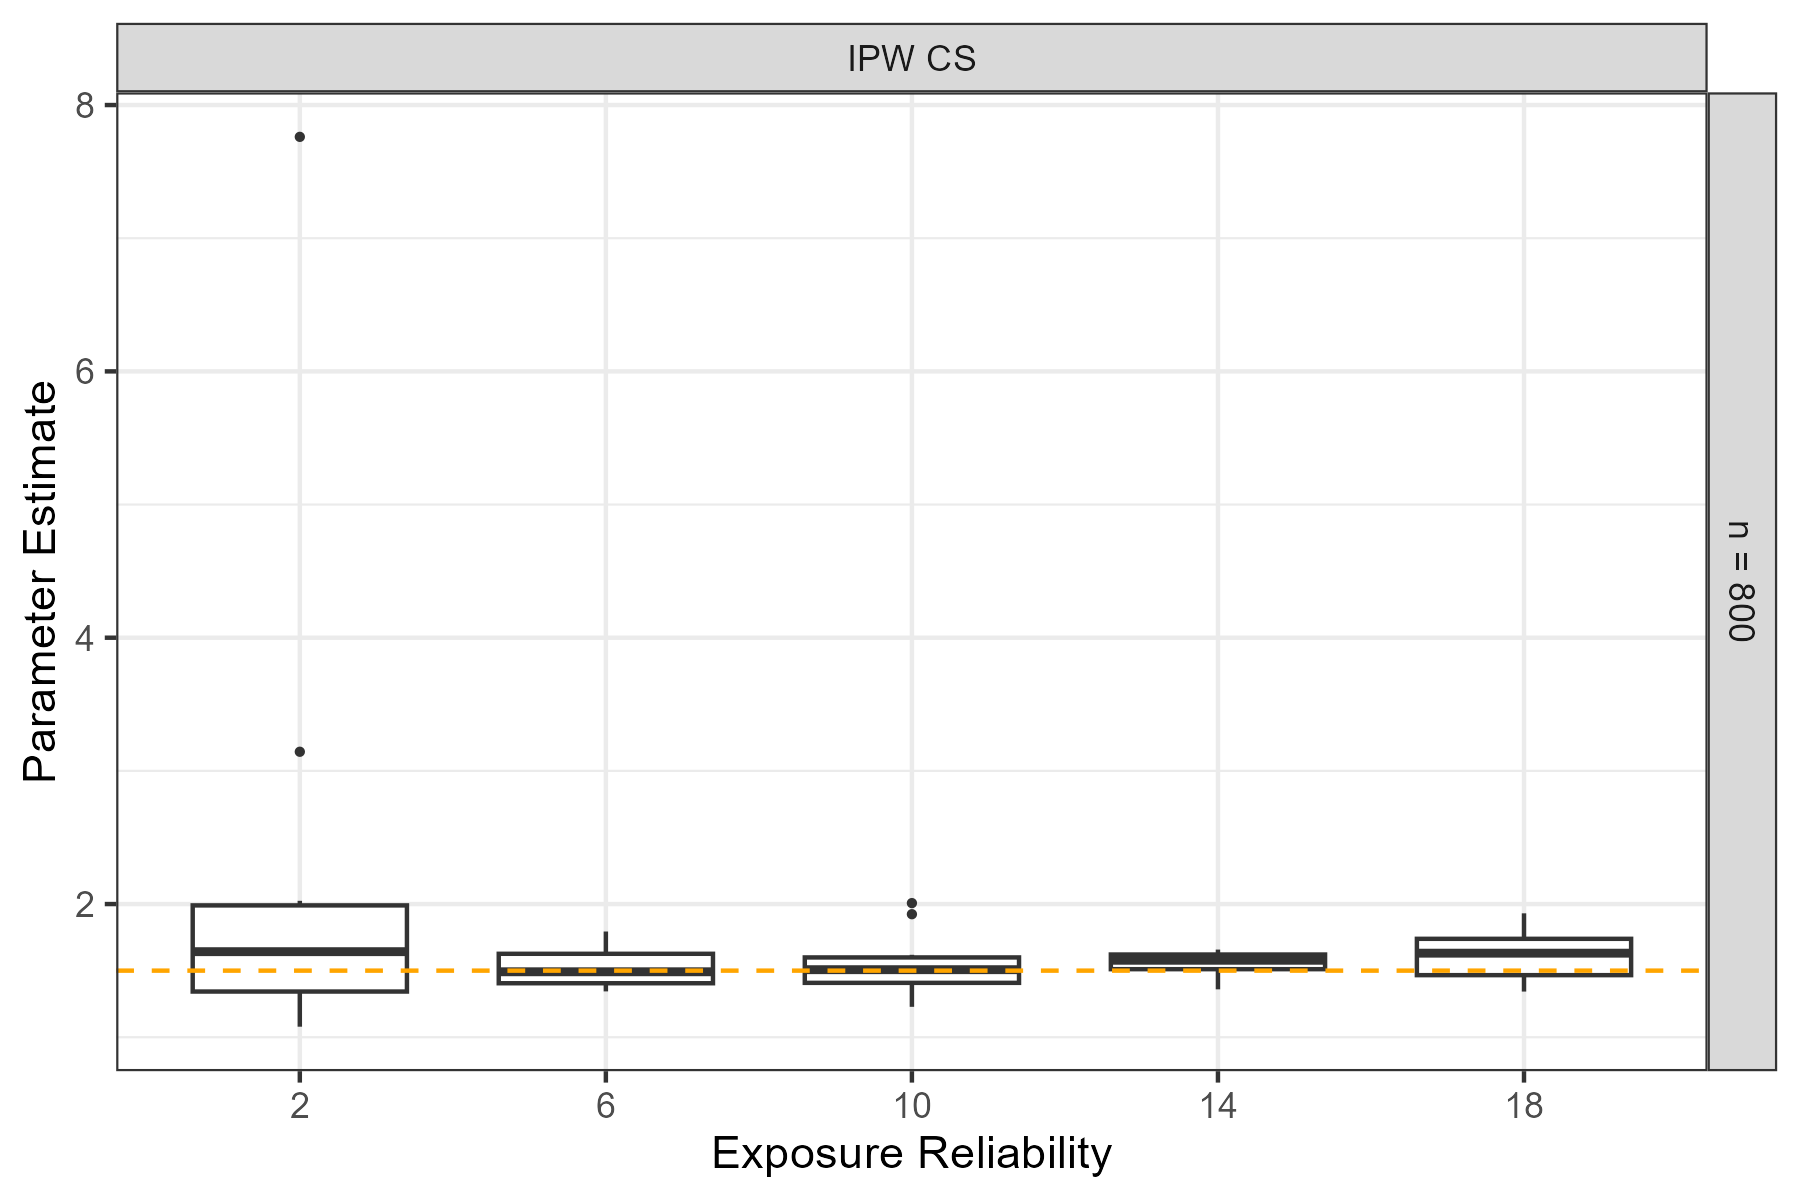 IPW CS
8
6
4
2
Parameter Estimate
n = 800
2 6 10 14 18
Exposure Reliability